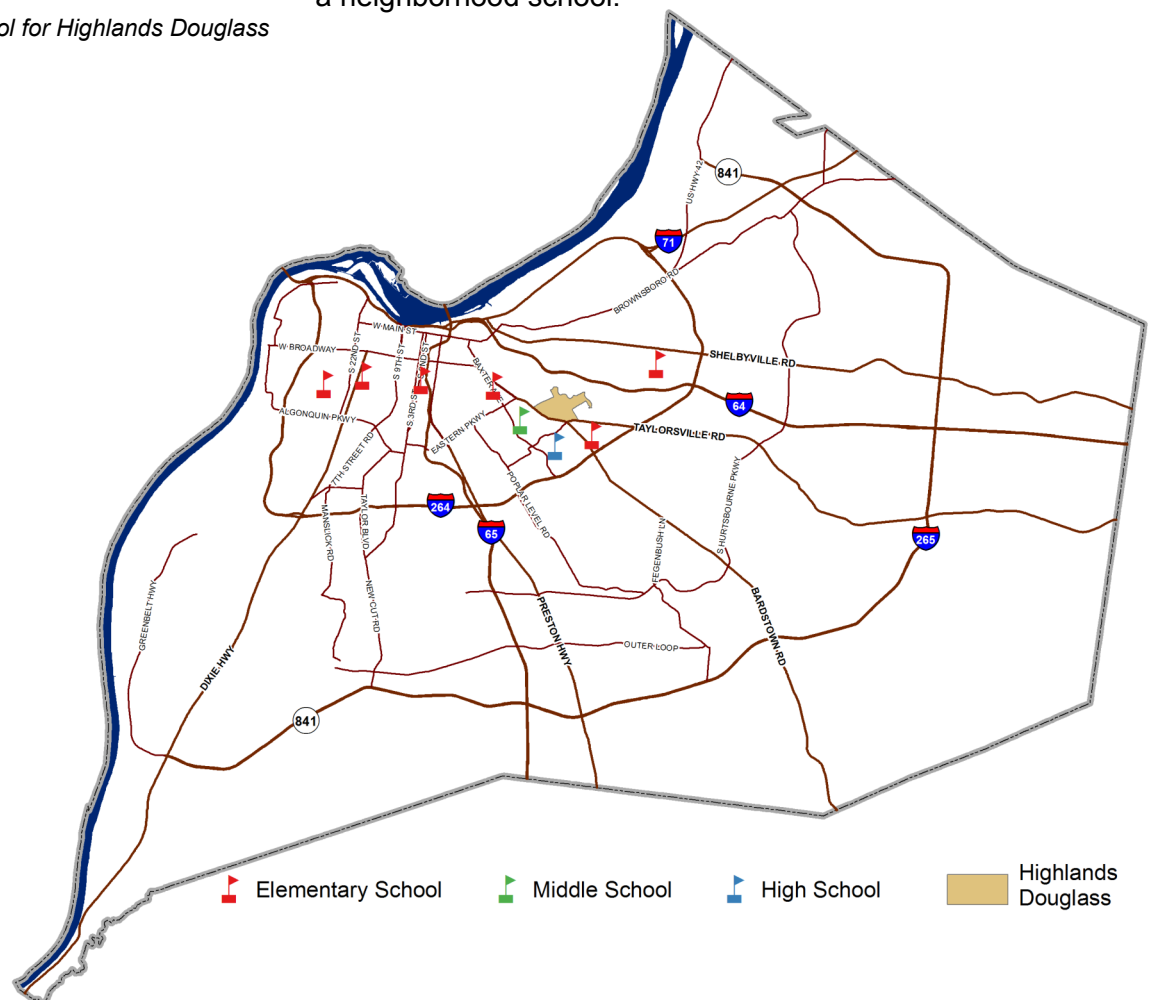 a neighborhood school.
ol for Highlands Douglass
US HWY 42
841
71
BROWNSBORO RD
W MAIN ST
W BROADWAY
S 22ND ST
S 9TH ST
S 3RD S
2ND ST
BAXTER
SHELBYVILLE RD
64
ALGONQUIN PKWY
EASTERN PKWY
TAYLORSVILLE RD
7TH STREET RD
POPLAR LEVEL RD
S HURTSBOURNE PKWY
264
65
265
MANSLICK RD
TAYLOR BLVD
FEGENBUSH LN
GREENBELT HWY
NEW CUT RD
PRESTON HWY
BARDSTOWN RD
OUTER LOOP
DIXIE HWY
841
Elementary School
Middle School
High School
Highlands
Douglass